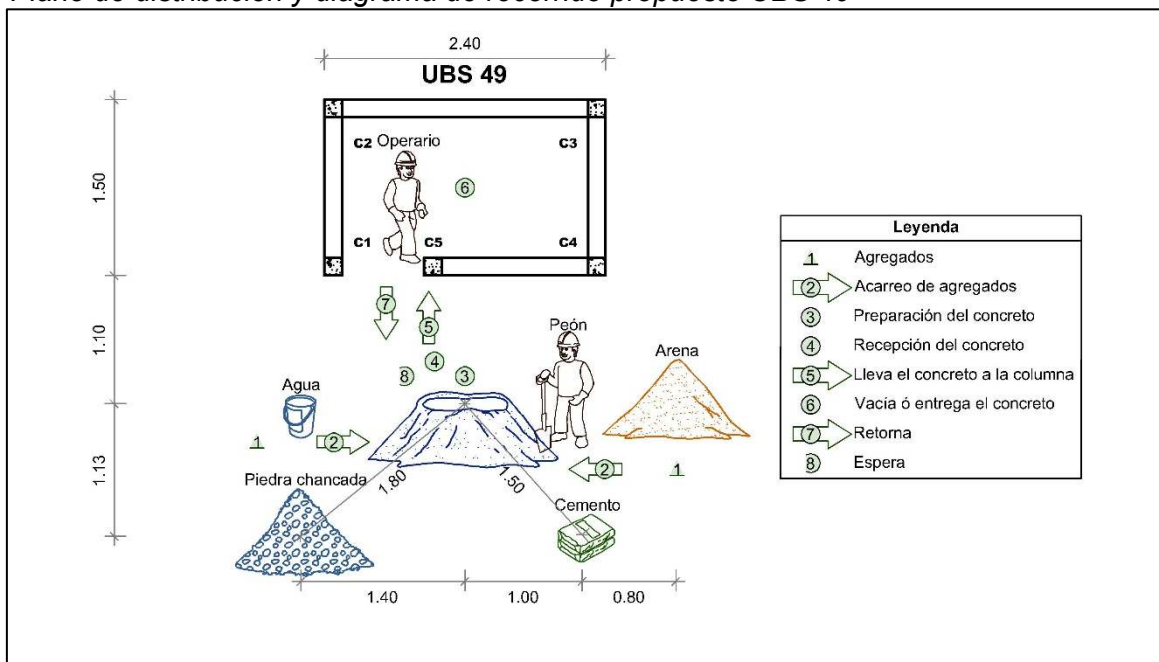 Plano de distribución y diagrama de recorrido propuesto UBS 49
2.40
UBS 49
C2 Operario
C3
6
1.50
C1
C5
C4
7
5
1.10
Peón
Arena
4
8
3
Agua
1
2
2
1
1.13
Piedra chancada
1.80
1.50
Cemento
1.40
1.00
0.80
Leyenda
1 Agregados
2 Acarreo de agregados
3 Preparación del concreto
4 Recepción del concreto
5 Lleva el concreto a la columna
6 Vacía ó entrega el concreto
7 Retorna
8 Espera